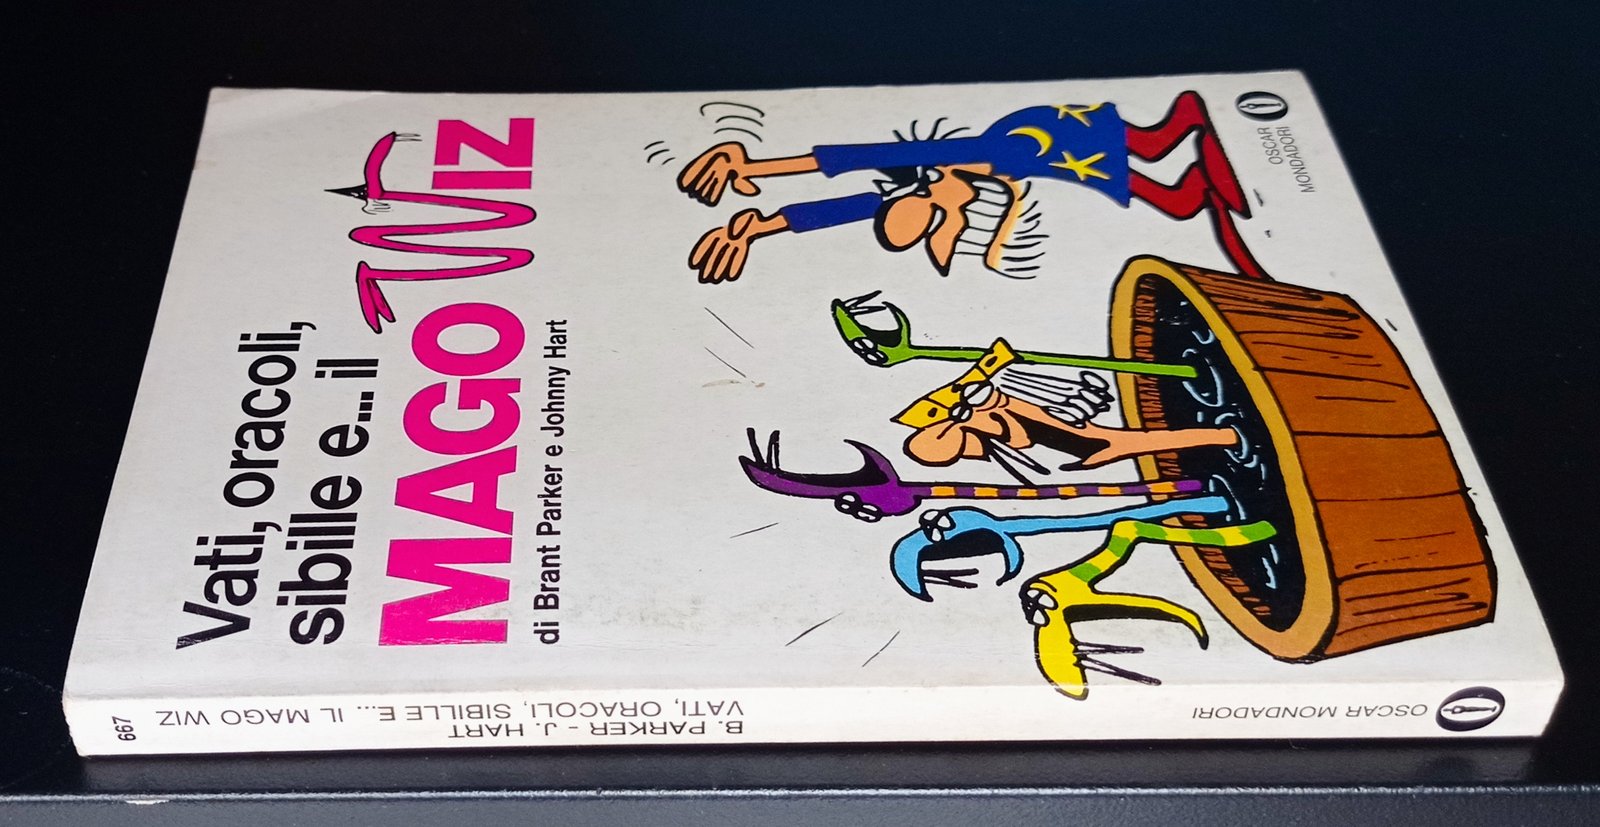 Vati, oracoli,
sibille e... il
MAGO WIZ
di Brant Parker e Johnny Hart
OSCAR
MONDADORI
667
B. PARKER - J. HART
VATI, ORACOLI, SIBILLE E... IL MAGO WIZ
OSCAR MONDADORI